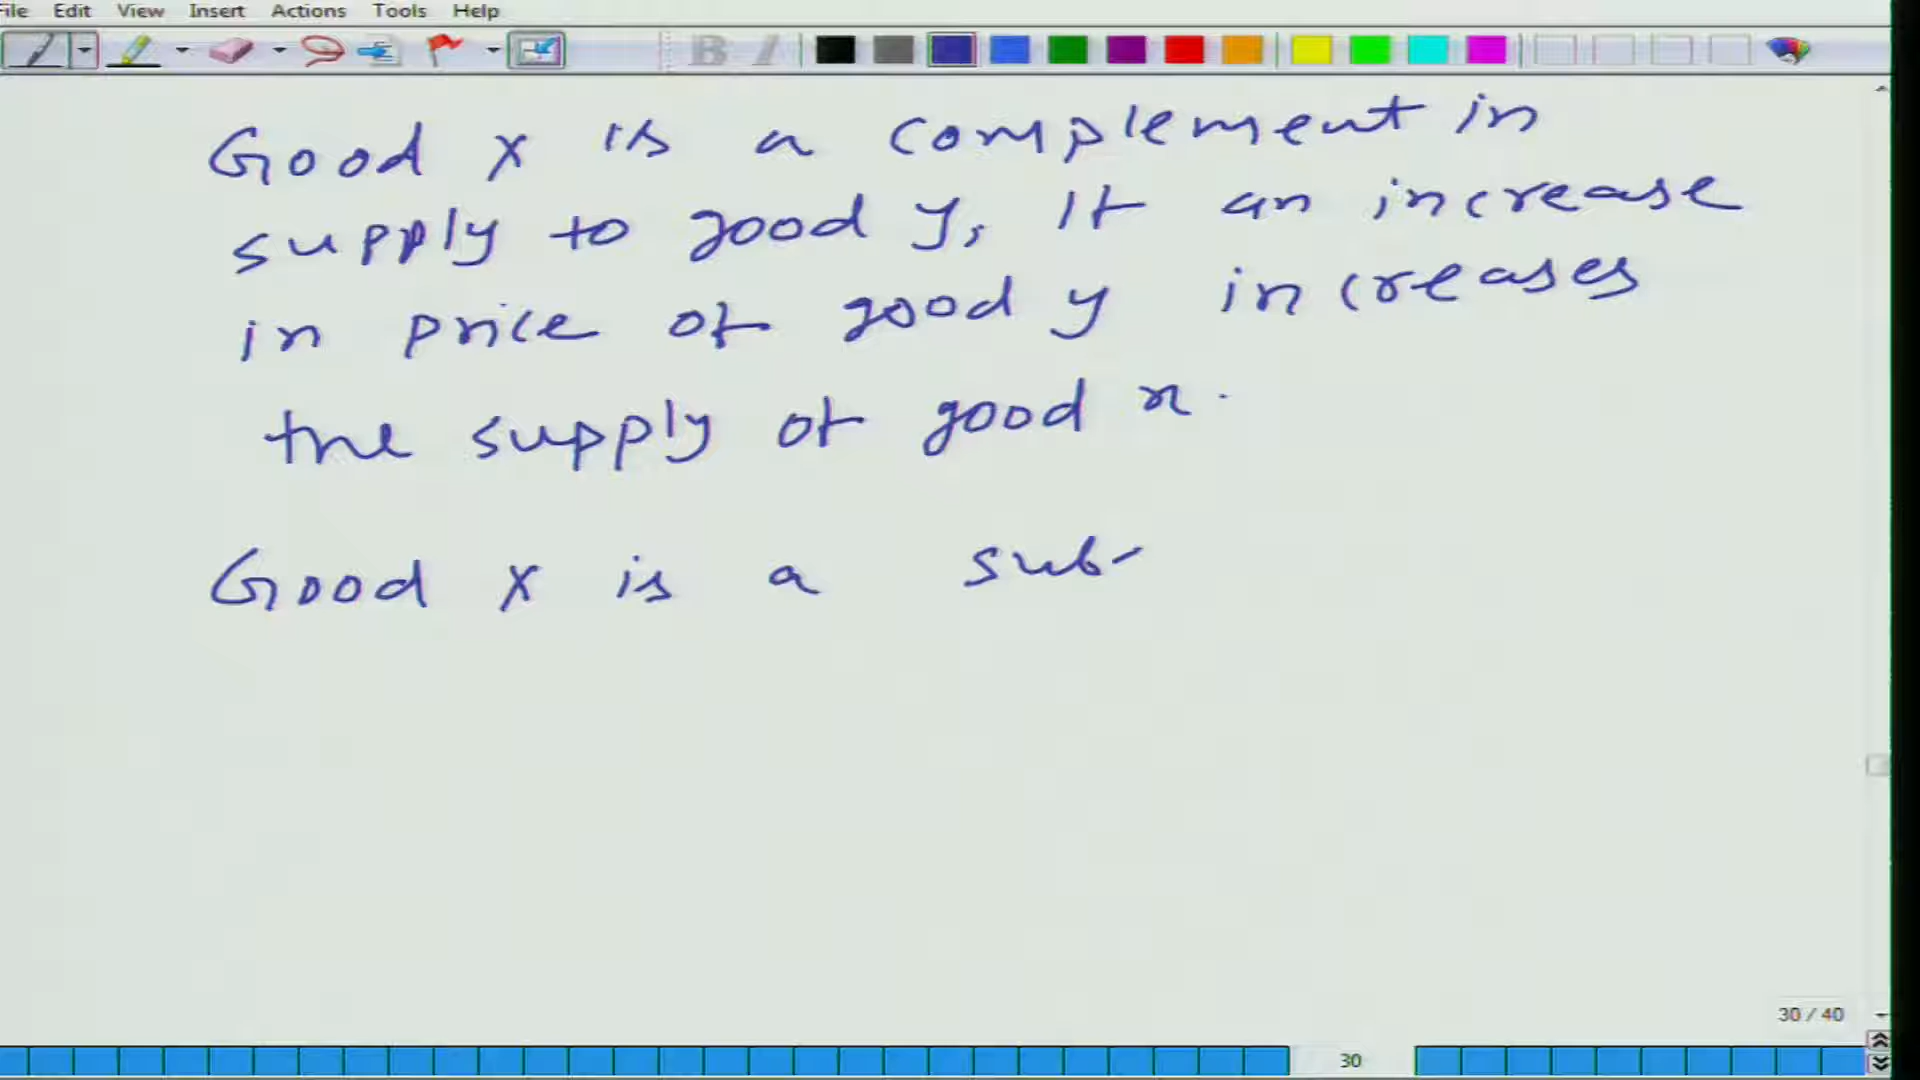 File Edit View Insert Actions Tools Help
B I
Good x is a complement in
supply to good y, if an increase
in price of good y increases
the supply of good x.
Good x is a sub
30 / 40
30